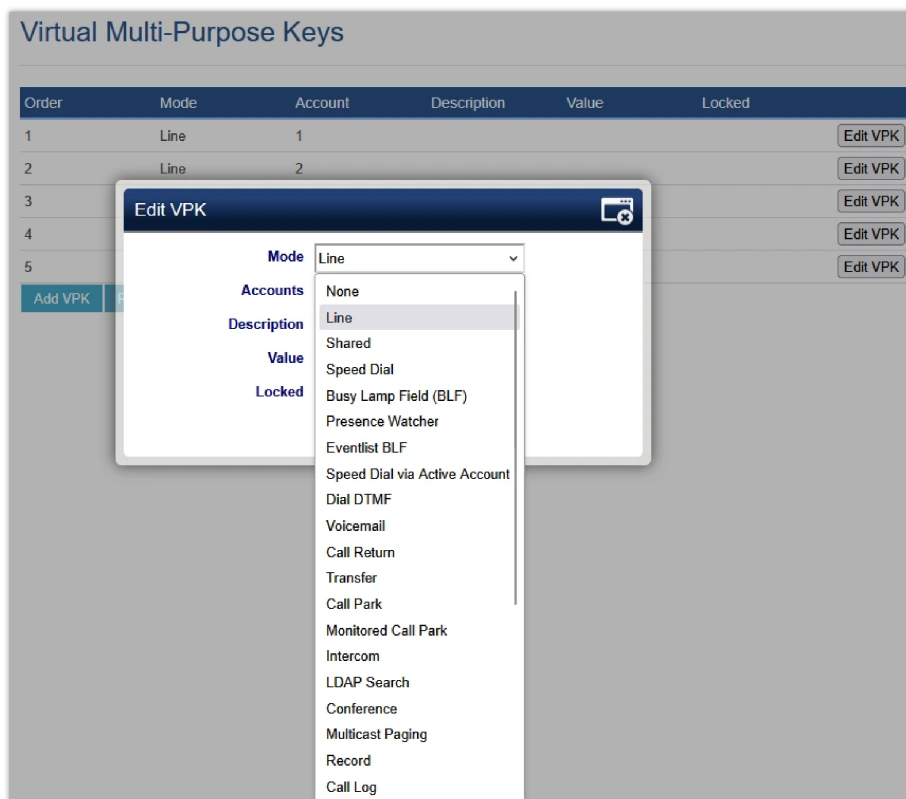 Virtual Multi-Purpose Keys
Order Mode Account Description Value Locked
1 Line 1 Edit VPK
2 Line 2 Edit VPK
3 Edit VPK
4 Edit VPK
5 Edit VPK
Add VPK
Edit VPK
Mode Line
Accounts
Description
Value
Locked
None
Line
Shared
Speed Dial
Busy Lamp Field (BLF)
Presence Watcher
Eventlist BLF
Speed Dial via Active Account
Dial DTMF
Voicemail
Call Return
Transfer
Call Park
Monitored Call Park
Intercom
LDAP Search
Conference
Multicast Paging
Record
Call Log